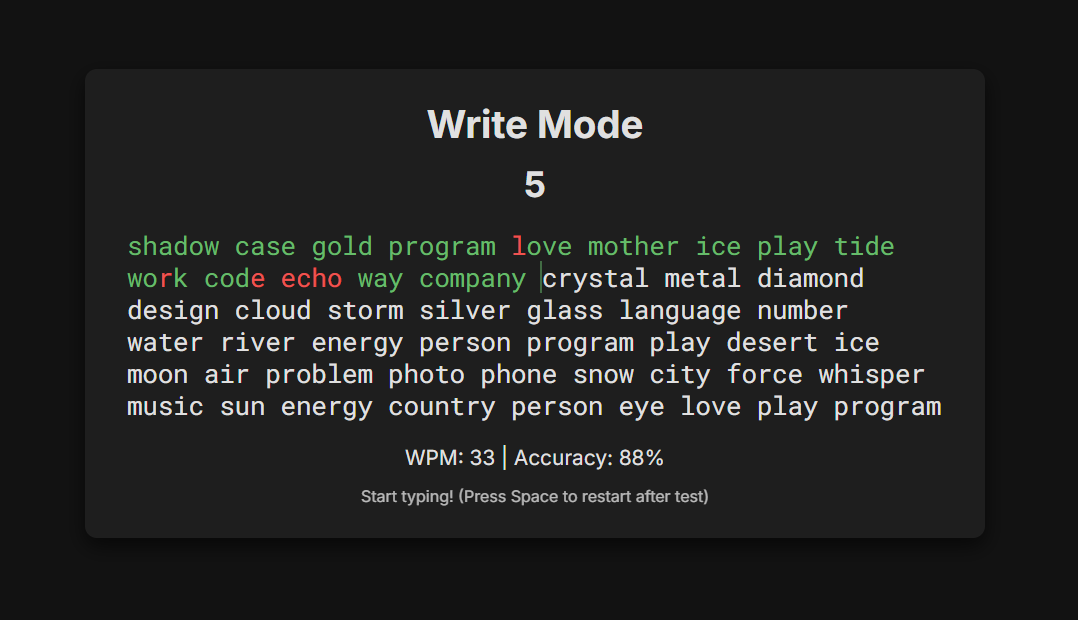 Write Mode
5
shadow case gold program love mother ice play tide
work code echo way company crystal metal diamond
design cloud storm silver glass language number
water river energy person program play desert ice
moon air problem photo phone snow city force whisper
music sun energy country person eye love play program
WPM: 33 | Accuracy: 88%
Start typing! (Press Space to restart after test)